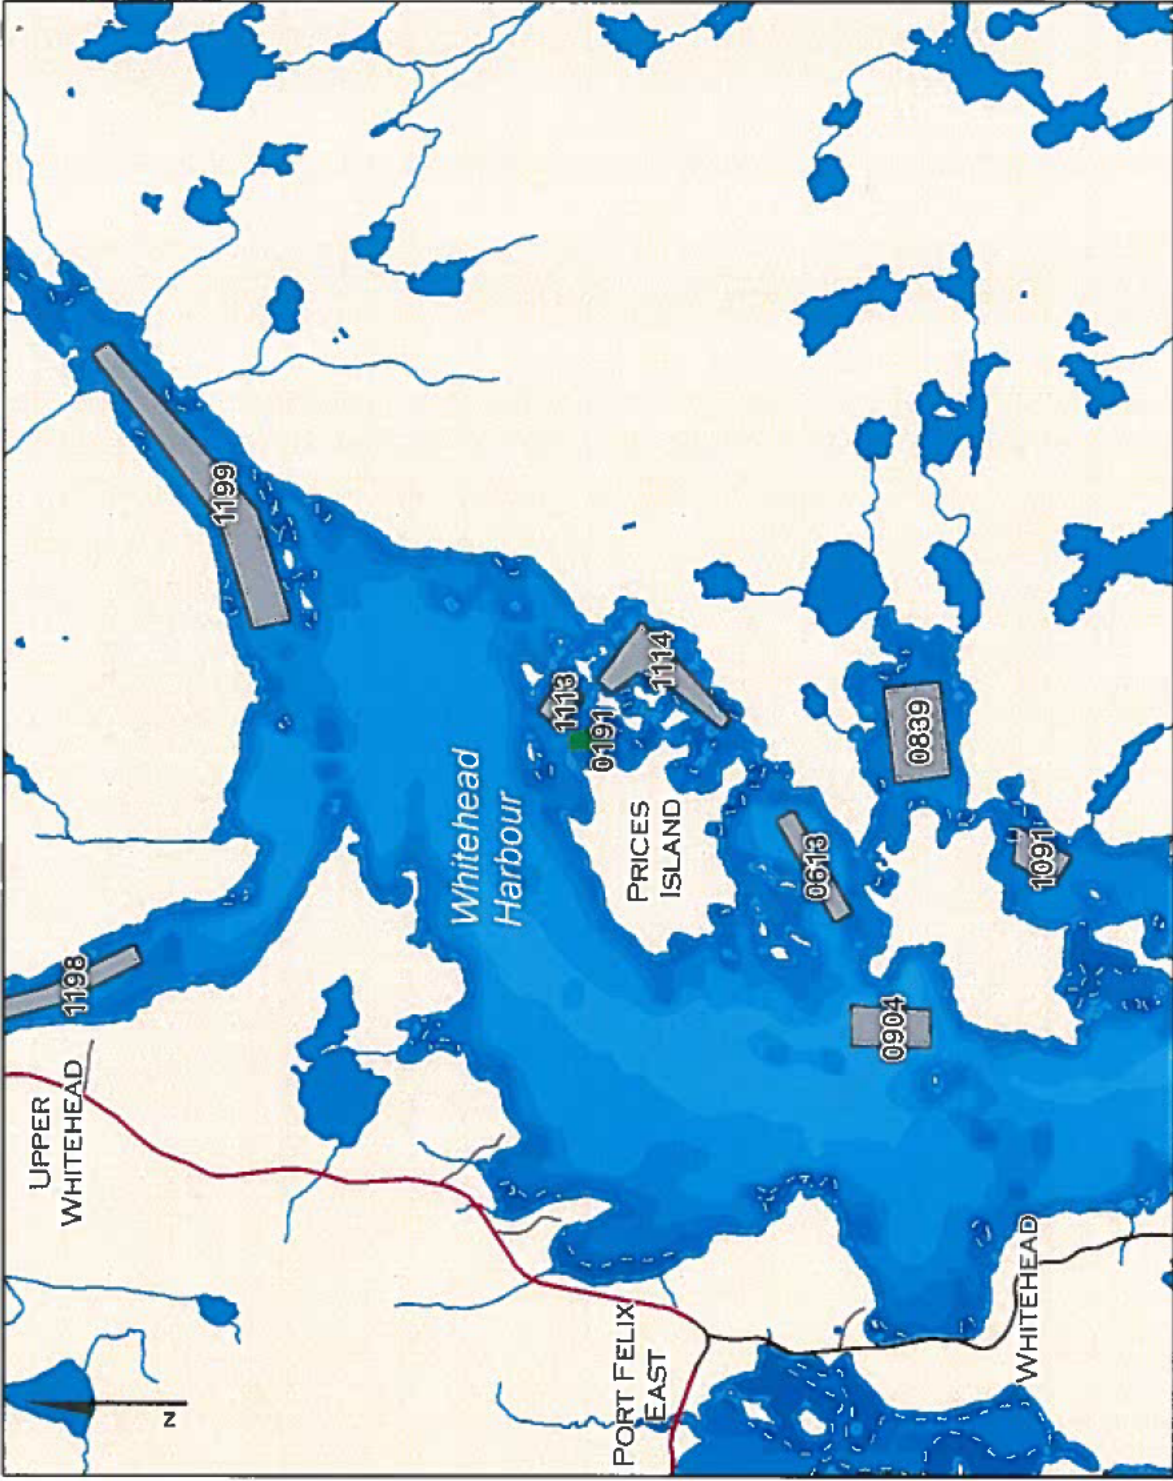 1199
1198
UPPER
WHITEHEAD
Whitehead
Harbour
1113
0191
1114
PRICES
ISLAND
0613
0839
1091
0904
PORT FELIX
EAST
WHITEHEAD
N